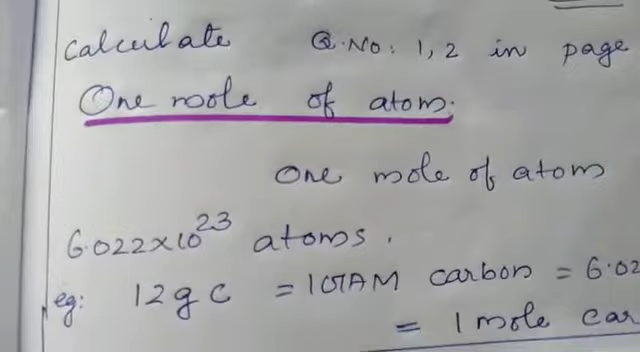 Calculate Q.No: 1, 2 in page
One mole of atom.
One mole of atom
6.022x10^23 atoms.
eg: 12g C = 1GAM carbon = 6.02
= 1 mole car